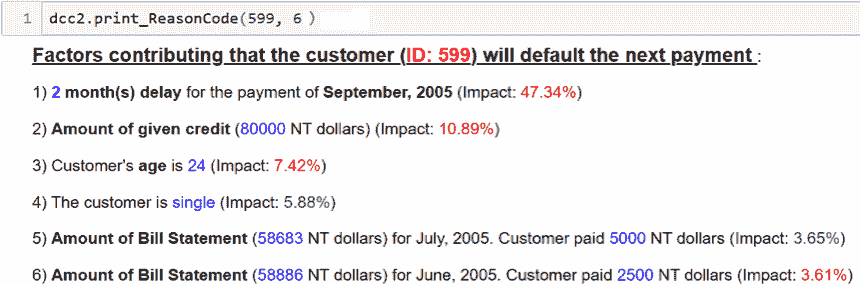 1 dcc2.print_ReasonCode(599, 6 )
Factors contributing that the customer (ID: 599) will default the next payment :
1) 2 month(s) delay for the payment of September, 2005 (Impact: 47.34%)
2) Amount of given credit (80000 NT dollars) (Impact: 10.89%)
3) Customer's age is 24 (Impact: 7.42%)
4) The customer is single (Impact: 5.88%)
5) Amount of Bill Statement (58683 NT dollars) for July, 2005. Customer paid 5000 NT dollars (Impact: 3.65%)
6) Amount of Bill Statement (58886 NT dollars) for June, 2005. Customer paid 2500 NT dollars (Impact: 3.61%)